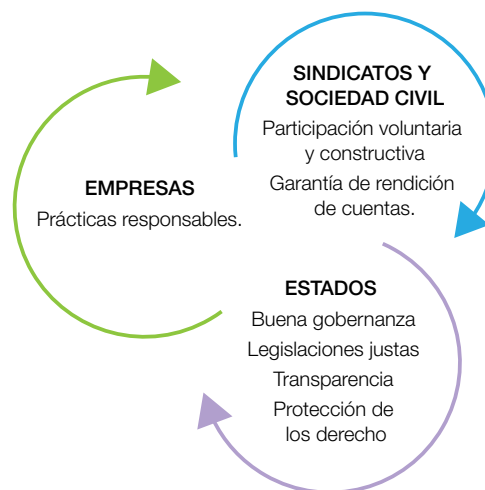 SINDICATOS Y
SOCIEDAD CIVIL
Participación voluntaria
y constructiva
Garantía de rendición
de cuentas.
EMPRESAS
Prácticas responsables.
ESTADOS
Buena gobernanza
Legislaciones justas
Transparencia
Protección de
los derecho